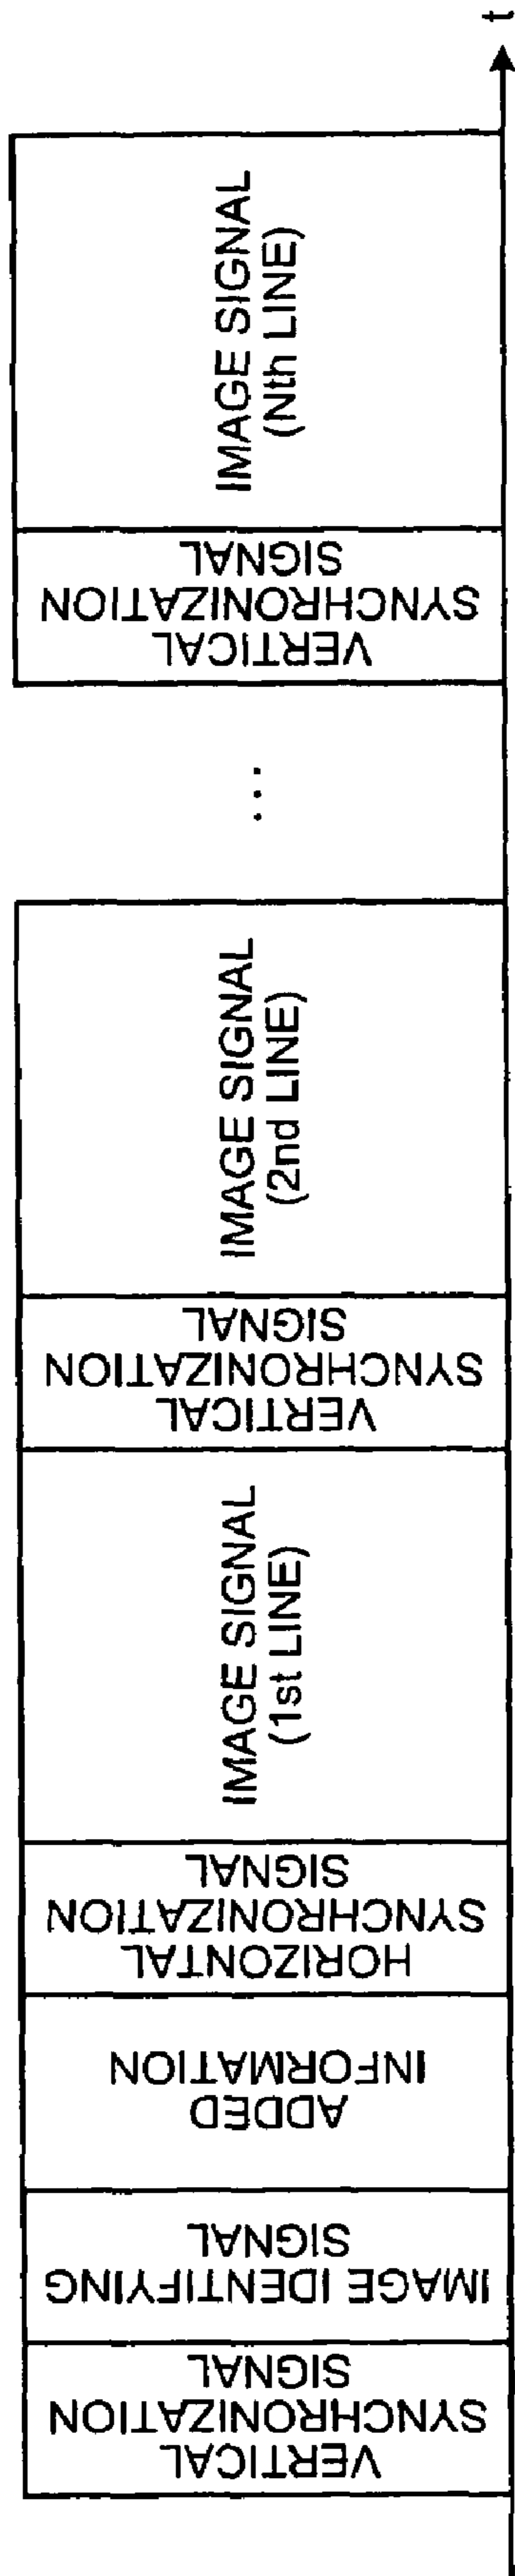 VERTICAL
SYNCHRONIZATION
SIGNAL
IMAGE IDENTIFYING
SIGNAL
ADDED
INFORMATION
HORIZONTAL
SYNCHRONIZATION
SIGNAL
IMAGE SIGNAL
(1st LINE)
VERTICAL
SYNCHRONIZATION
SIGNAL
IMAGE SIGNAL
(2nd LINE)
...
VERTICAL
SYNCHRONIZATION
SIGNAL
IMAGE SIGNAL
(Nth LINE)
t